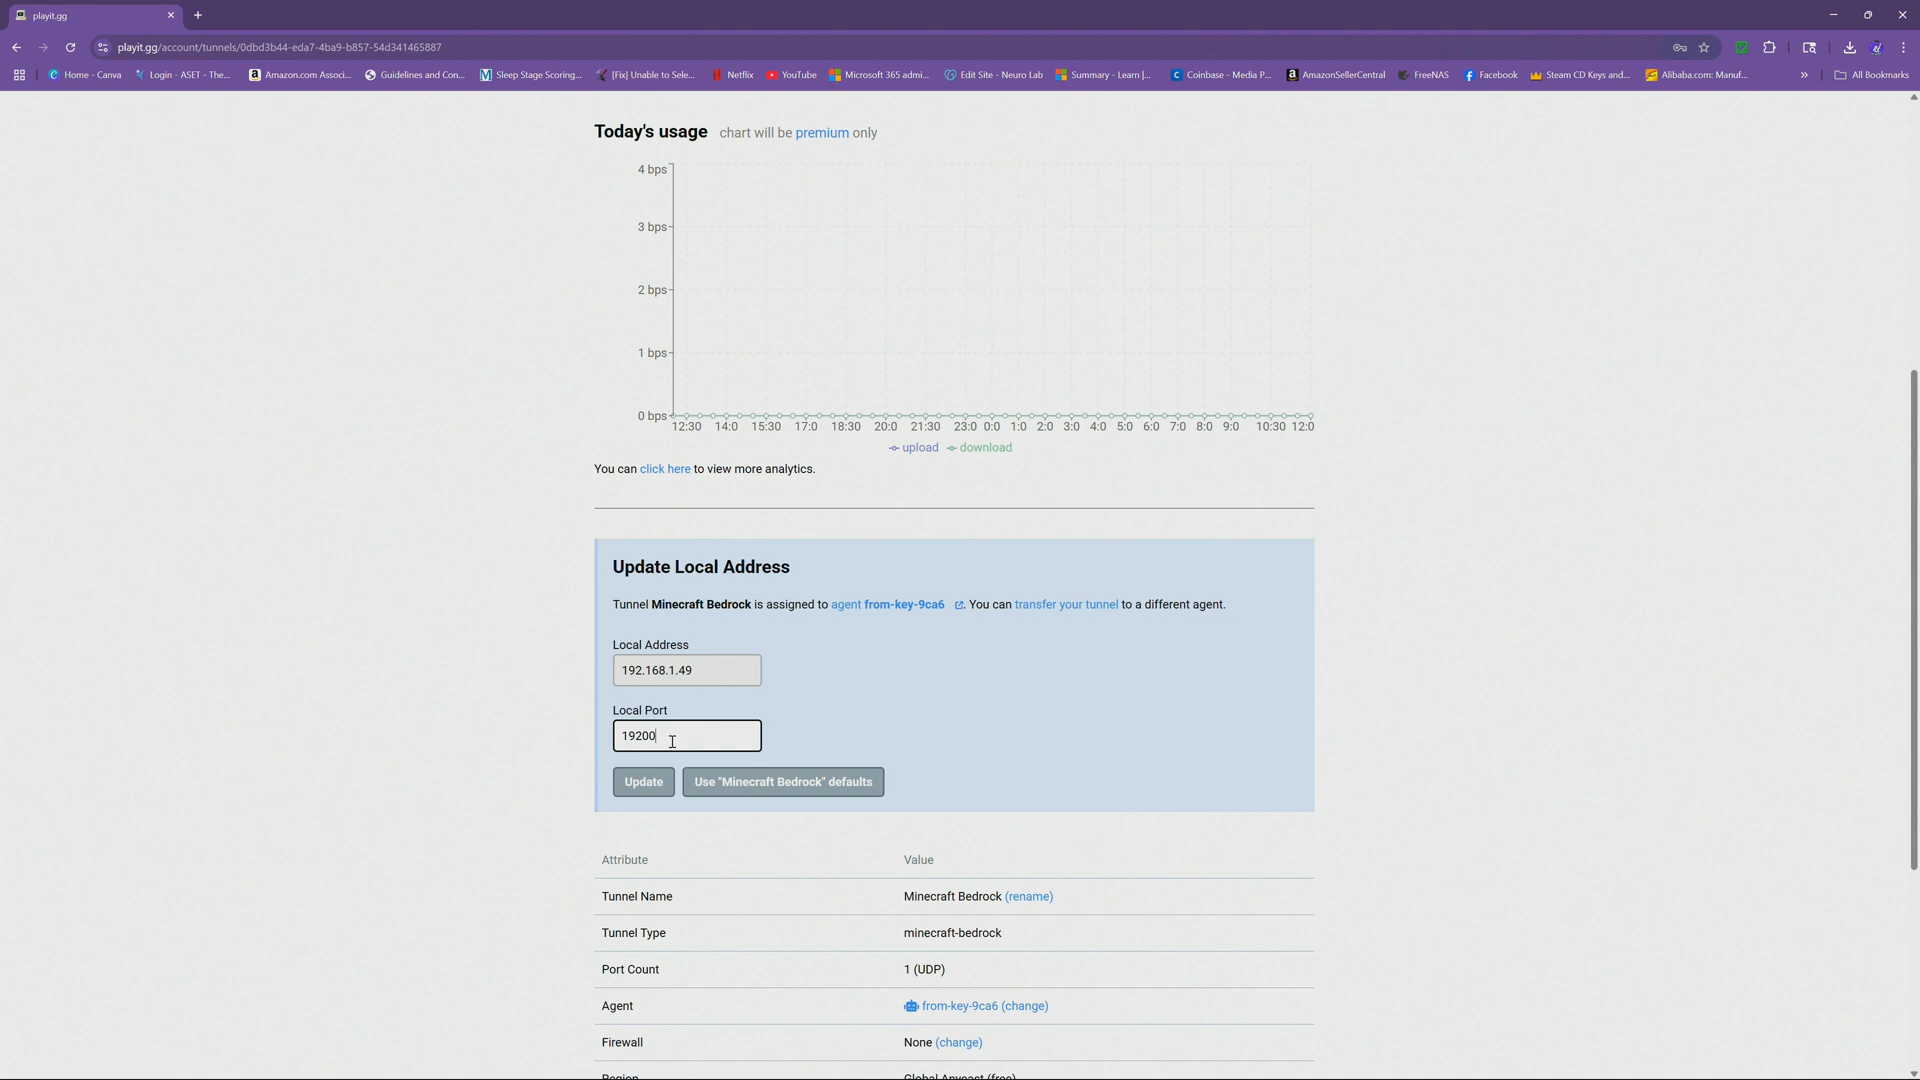 playit.gg
playit.gg/account/tunnels/0dbd3b44-eda7-4ba9-b857-54d341465887
Home - Canva
Login - ASET - The...
Amazon.com Associ...
Guidelines and Con...
Sleep Stage Scoring...
[Fix] Unable to Sele...
Netflix
YouTube
Microsoft 365 admi...
Edit Site - Neuro Lab
Summary - Learn |...
Coinbase - Media P...
AmazonSellerCentral
FreeNAS
Facebook
Steam CD Keys and...
Alibaba.com: Manuf...
» All Bookmarks
Today's usage chart will be premium only
4 bps
3 bps
2 bps
1 bps
0 bps
12:30 14:0 15:30 17:0 18:30 20:0 21:30 23:0 0:0 1:0 2:0 3:0 4:0 5:0 6:0 7:0 8:0 9:0 10:30 12:0
upload download
You can click here to view more analytics.
Update Local Address
Tunnel Minecraft Bedrock is assigned to agent from-key-9ca6. You can transfer your tunnel to a different agent.
Local Address
192.168.1.49
Local Port
19200
Update Use "Minecraft Bedrock" defaults
Attribute Value
Tunnel Name Minecraft Bedrock (rename)
Tunnel Type minecraft-bedrock
Port Count 1 (UDP)
Agent from-key-9ca6 (change)
Firewall None (change)
Region Global Anycast (free)